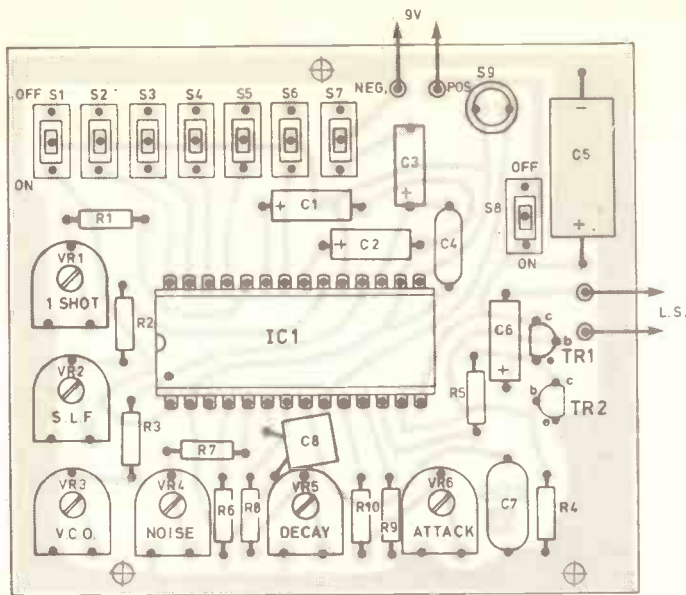 9V
NEG. POS.
S9
OFF S1 S2 S3 S4 S5 S6 S7
ON
C3
+
-
C5
+
OFF
S8
ON
R1
+ C1
+ C2
C4
VR1
1 SHOT
R2
IC1
C6
+
c
b
e
TR1
L.S.
VR2
S.L.F
R3
R5
c
b
e
TR2
R7
C8
VR3
V.C.O.
VR4
NOISE
R6
R8
VR5
DECAY
R10
R9
VR6
ATTACK
C7
R4